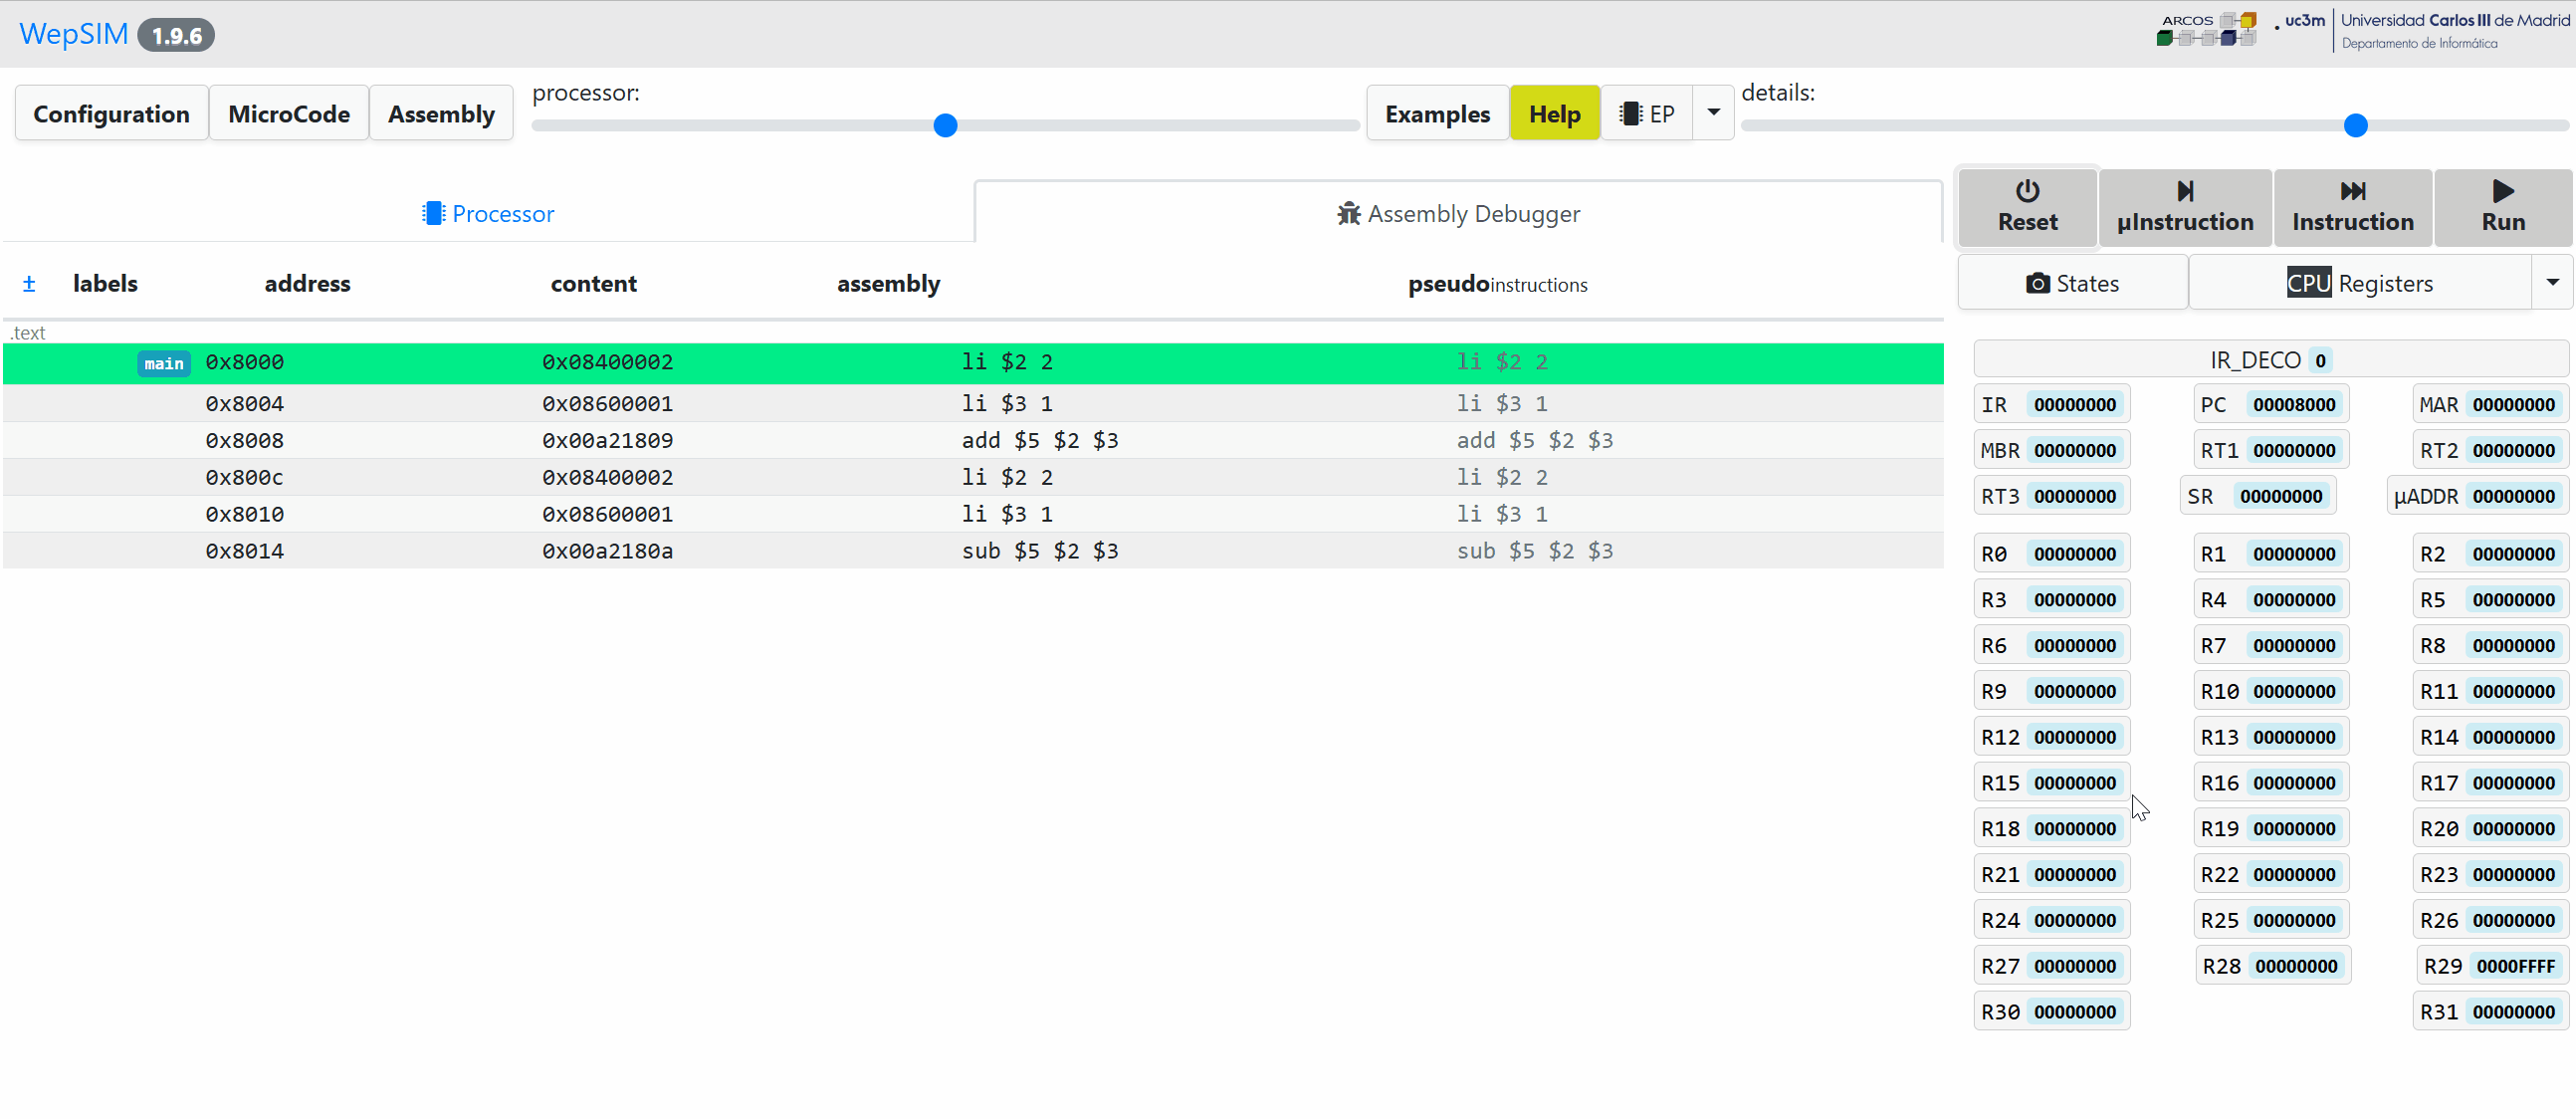 WepSIM 1.9.6
ARCOS . uc3m Universidad Carlos III de Madrid
Departamento de Informática
Configuration MicroCode Assembly processor: Examples Help EP details:
Processor Assembly Debugger
Reset µInstruction Instruction Run
± labels address content assembly pseudoinstructions
States CPU Registers
.text
main 0x8000 0x08400002 li $2 2 li $2 2
0x8004 0x08600001 li $3 1 li $3 1
0x8008 0x00a21809 add $5 $2 $3 add $5 $2 $3
0x800c 0x08400002 li $2 2 li $2 2
0x8010 0x08600001 li $3 1 li $3 1
0x8014 0x00a2180a sub $5 $2 $3 sub $5 $2 $3
IR_DECO 0
IR 00000000 PC 00008000 MAR 00000000
MBR 00000000 RT1 00000000 RT2 00000000
RT3 00000000 SR 00000000 µADDR 00000000
R0 00000000 R1 00000000 R2 00000000
R3 00000000 R4 00000000 R5 00000000
R6 00000000 R7 00000000 R8 00000000
R9 00000000 R10 00000000 R11 00000000
R12 00000000 R13 00000000 R14 00000000
R15 00000000 R16 00000000 R17 00000000
R18 00000000 R19 00000000 R20 00000000
R21 00000000 R22 00000000 R23 00000000
R24 00000000 R25 00000000 R26 00000000
R27 00000000 R28 00000000 R29 0000FFFF
R30 00000000 R31 00000000